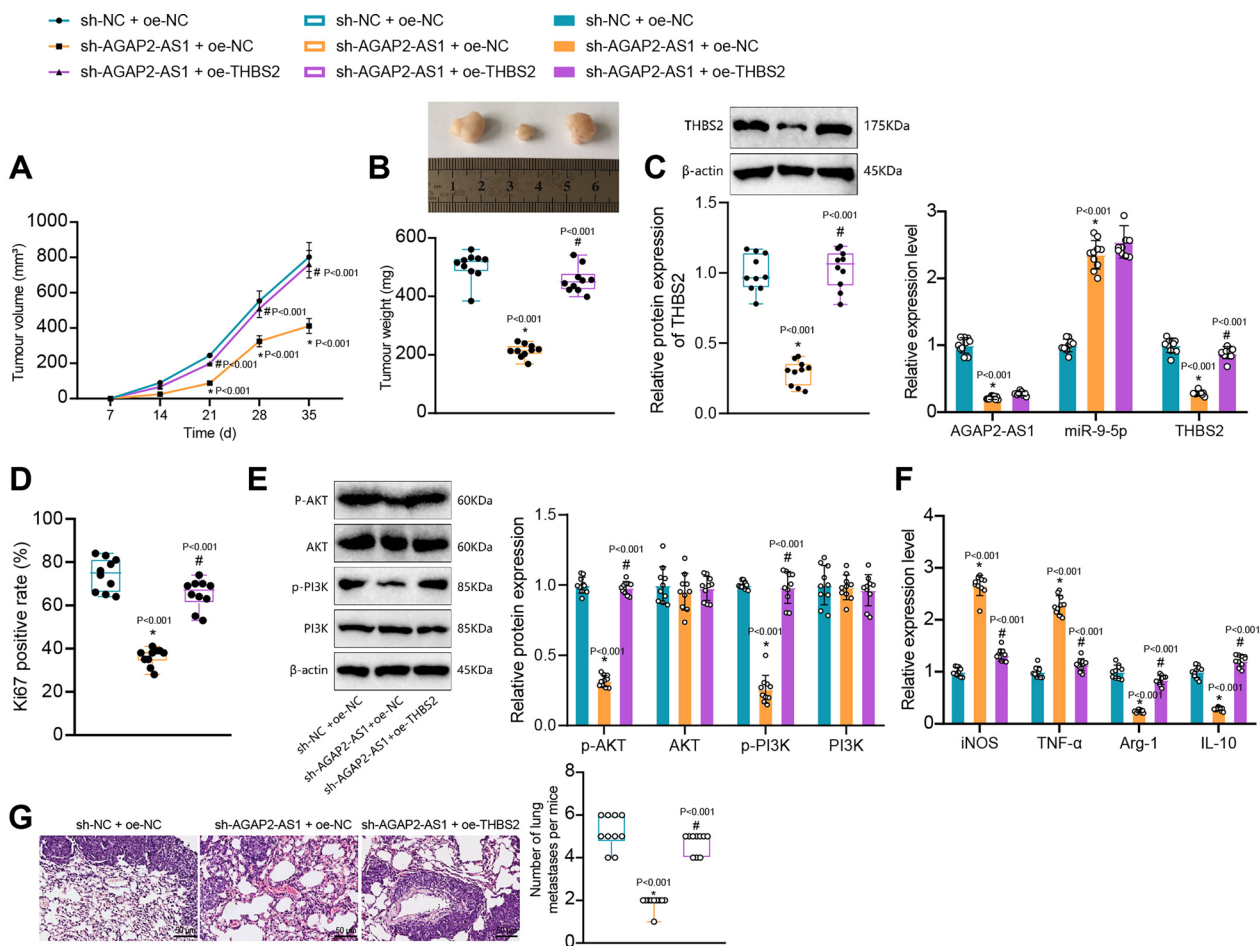 sh-NC + oe-NC
sh-AGAP2-AS1 + oe-NC
sh-AGAP2-AS1 + oe-THBS2
sh-NC + oe-NC
sh-AGAP2-AS1 + oe-NC
sh-AGAP2-AS1 + oe-THBS2
sh-NC + oe-NC
sh-AGAP2-AS1 + oe-NC
sh-AGAP2-AS1 + oe-THBS2
A
Tumour volume (mm³)
1000
800
600
400
200
0
7 14 21 28 35
Time (d)
# P<0.001
* P<0.001
# P<0.001
* P<0.001
# P<0.001
* P<0.001
B
1 2 3 4 5 6
Tumour weight (mg)
600
400
200
0
P<0.001
*
P<0.001
#
C
THBS2 175KDa
β-actin 45KDa
Relative protein expression
of THBS2
1.5
1.0
0.5
0.0
P<0.001
*
P<0.001
#
Relative expression level
3
2
1
0
P<0.001
*
P<0.001
*
P<0.001
*
P<0.001
#
AGAP2-AS1 miR-9-5p THBS2
D
Ki67 positive rate (%)
100
80
60
40
20
0
P<0.001
*
P<0.001
#
E
P-AKT 60KDa
AKT 60KDa
p-PI3K 85KDa
PI3K 85KDa
β-actin 45KDa
sh-NC +oe-NC
sh-AGAP2-AS1 +oe-NC
sh-AGAP2-AS1+oe-THBS2
Relative protein expression
1.5
1.0
0.5
0.0
P<0.001
*
P<0.001
#
P<0.001
*
P<0.001
#
p-AKT AKT p-PI3K PI3K
F
Relative expression level
4
3
2
1
0
P<0.001
*
P<0.001
#
P<0.001
*
P<0.001
#
P<0.001
*
P<0.001
#
P<0.001
*
P<0.001
#
iNOS TNF-α Arg-1 IL-10
G
sh-NC + oe-NC
sh-AGAP2-AS1 + oe-NC
sh-AGAP2-AS1 + oe-THBS2
50 μm
50 μm
50 μm
Number of lung
metastases per mice
8
6
4
2
0
P<0.001
*
P<0.001
#